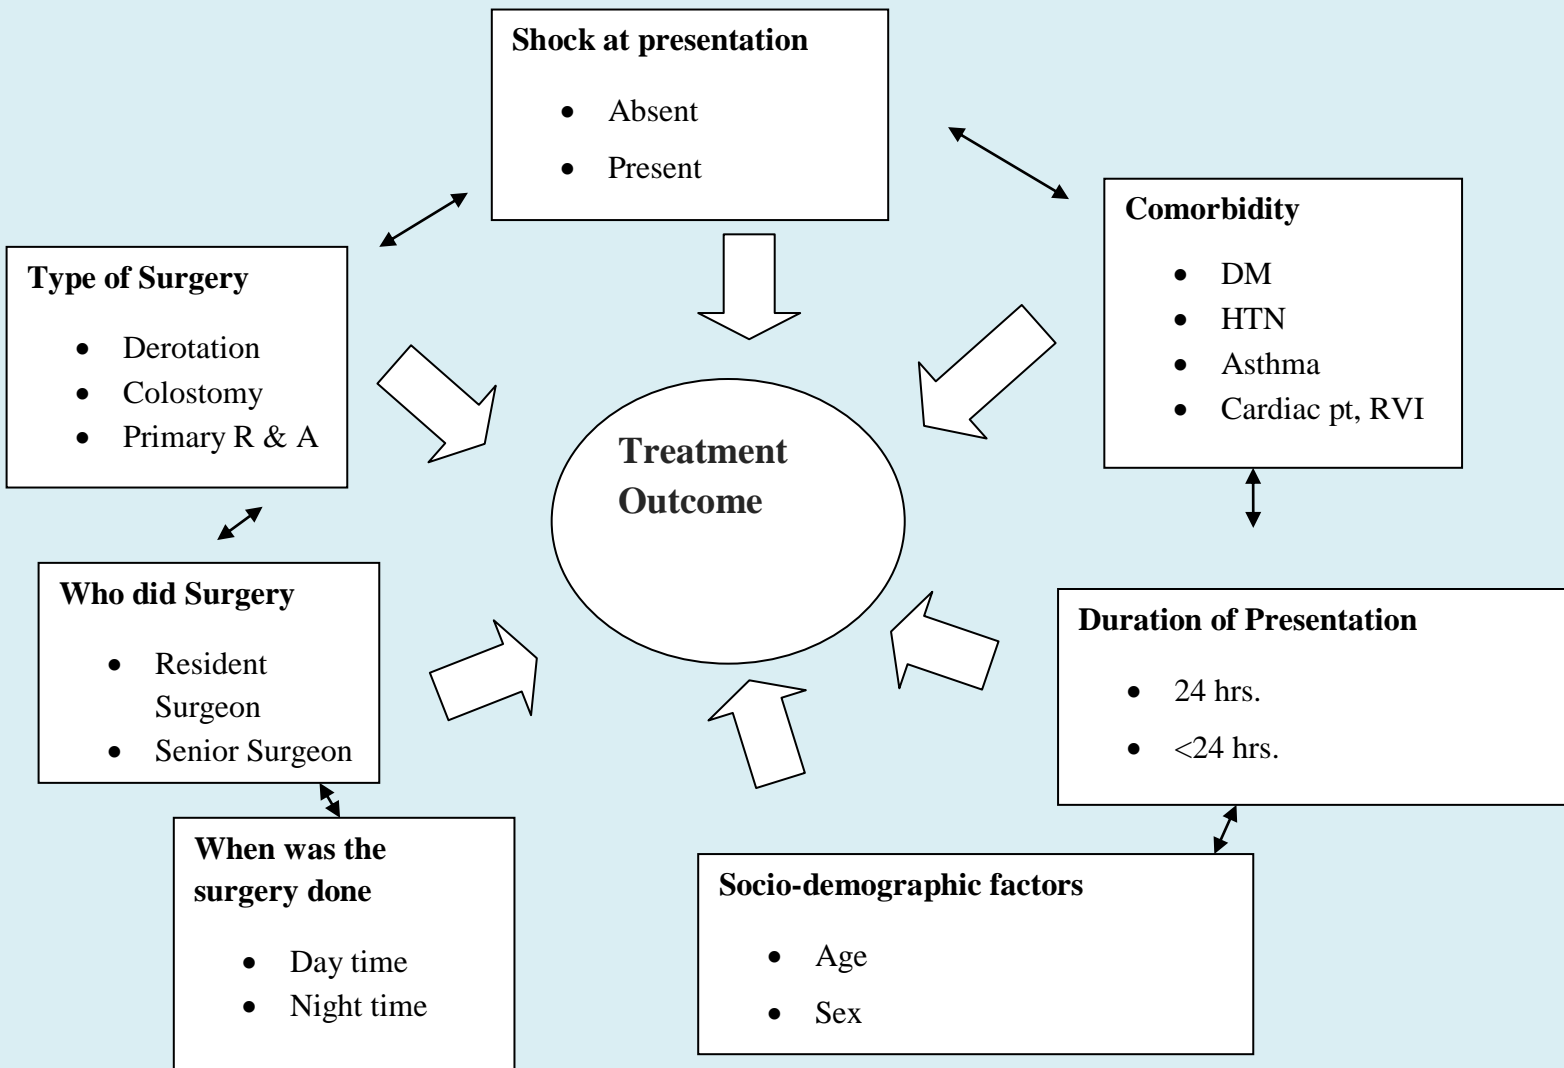 Shock at presentation
• Absent
• Present
Type of Surgery
• Derotation
• Colostomy
• Primary R & A
Comorbidity
• DM
• HTN
• Asthma
• Cardiac pt, RVI
Treatment
Outcome
Who did Surgery
• Resident
Surgeon
• Senior Surgeon
Duration of Presentation
• 24 hrs.
• <24 hrs.
When was the
surgery done
• Day time
• Night time
Socio-demographic factors
• Age
• Sex